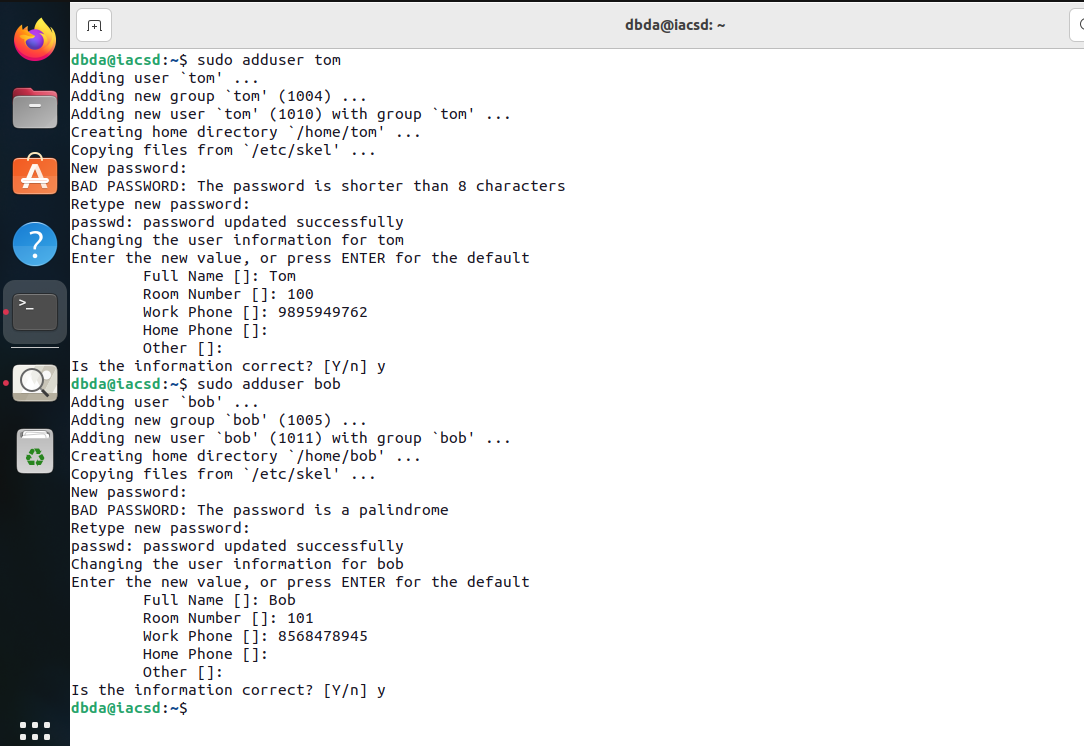 dbda@iacsd: ~
dbda@iacsd:~$ sudo adduser tom
Adding user `tom' ...
Adding new group `tom' (1004) ...
Adding new user `tom' (1010) with group `tom' ...
Creating home directory `/home/tom' ...
Copying files from `/etc/skel' ...
New password:
BAD PASSWORD: The password is shorter than 8 characters
Retype new password:
passwd: password updated successfully
Changing the user information for tom
Enter the new value, or press ENTER for the default
        Full Name []: Tom
        Room Number []: 100
        Work Phone []: 9895949762
        Home Phone []:
        Other []:
Is the information correct? [Y/n] y
dbda@iacsd:~$ sudo adduser bob
Adding user `bob' ...
Adding new group `bob' (1005) ...
Adding new user `bob' (1011) with group `bob' ...
Creating home directory `/home/bob' ...
Copying files from `/etc/skel' ...
New password:
BAD PASSWORD: The password is a palindrome
Retype new password:
passwd: password updated successfully
Changing the user information for bob
Enter the new value, or press ENTER for the default
        Full Name []: Bob
        Room Number []: 101
        Work Phone []: 8568478945
        Home Phone []:
        Other []:
Is the information correct? [Y/n] y
dbda@iacsd:~$